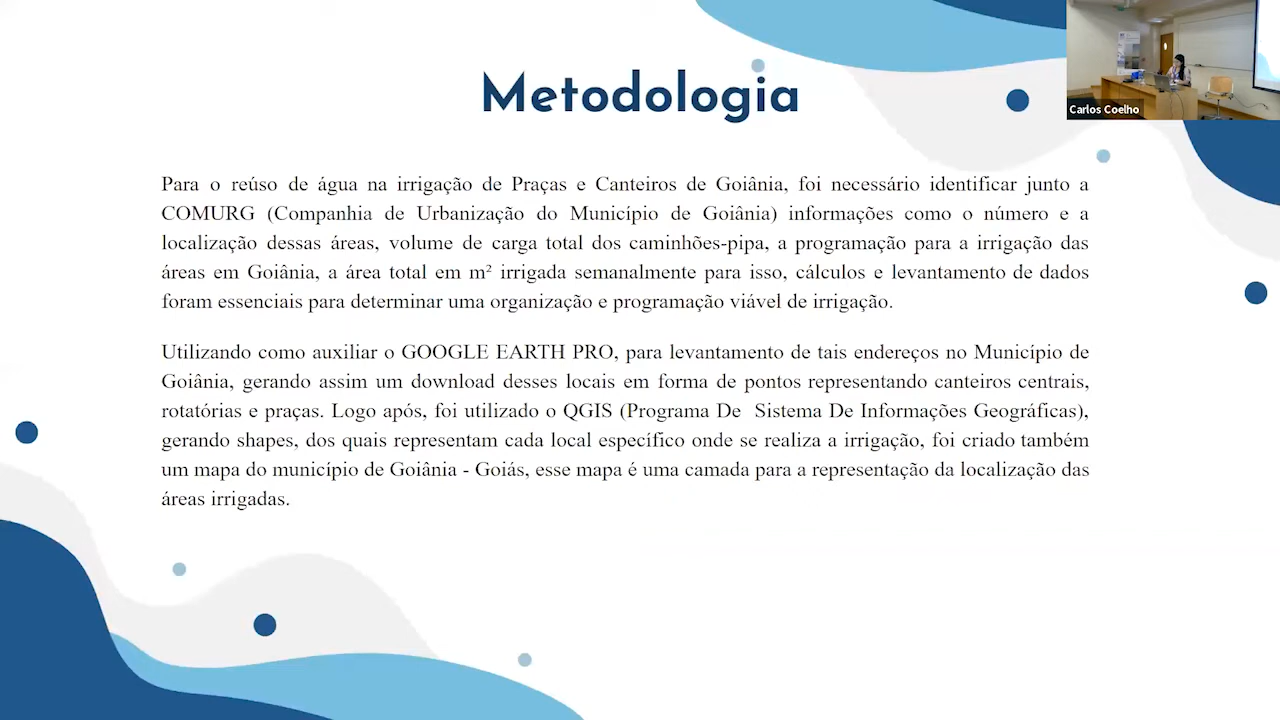 Metodologia
Carlos Coelho
Para o reúso de água na irrigação de Praças e Canteiros de Goiânia, foi necessário identificar junto a
COMURG (Companhia de Urbanização do Município de Goiânia) informações como o número e a
localização dessas áreas, volume de carga total dos caminhões-pipa, a programação para a irrigação das
áreas em Goiânia, a área total em m² irrigada semanalmente para isso, cálculos e levantamento de dados
foram essenciais para determinar uma organização e programação viável de irrigação.
Utilizando como auxiliar o GOOGLE EARTH PRO, para levantamento de tais endereços no Município de
Goiânia, gerando assim um download desses locais em forma de pontos representando canteiros centrais,
rotatórias e praças. Logo após, foi utilizado o QGIS (Programa De  Sistema De Informações Geográficas),
gerando shapes, dos quais representam cada local específico onde se realiza a irrigação, foi criado também
um mapa do município de Goiânia - Goiás, esse mapa é uma camada para a representação da localização das
áreas irrigadas.